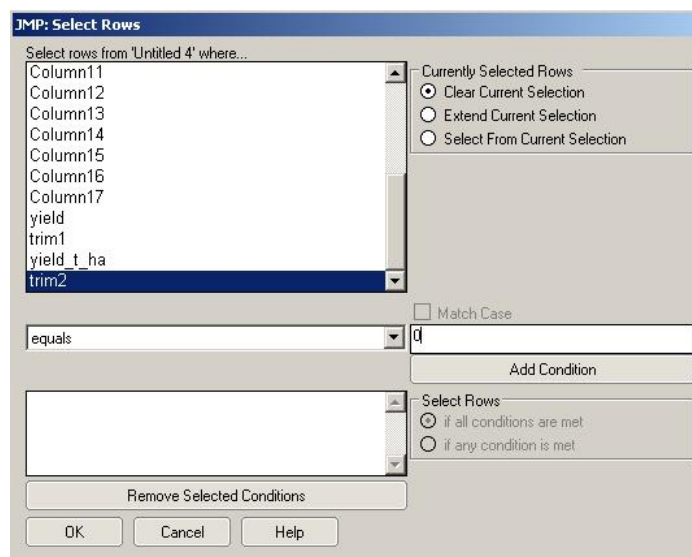 JMP: Select Rows
Select rows from 'Untitled 4' where...
Column11
Column12
Column13
Column14
Column15
Column16
Column17
yield
trim1
yield_t_ha
trim2
Currently Selected Rows
Clear Current Selection
Extend Current Selection
Select From Current Selection
Match Case
equals
0
Add Condition
Select Rows
if all conditions are met
if any condition is met
Remove Selected Conditions
OK Cancel Help